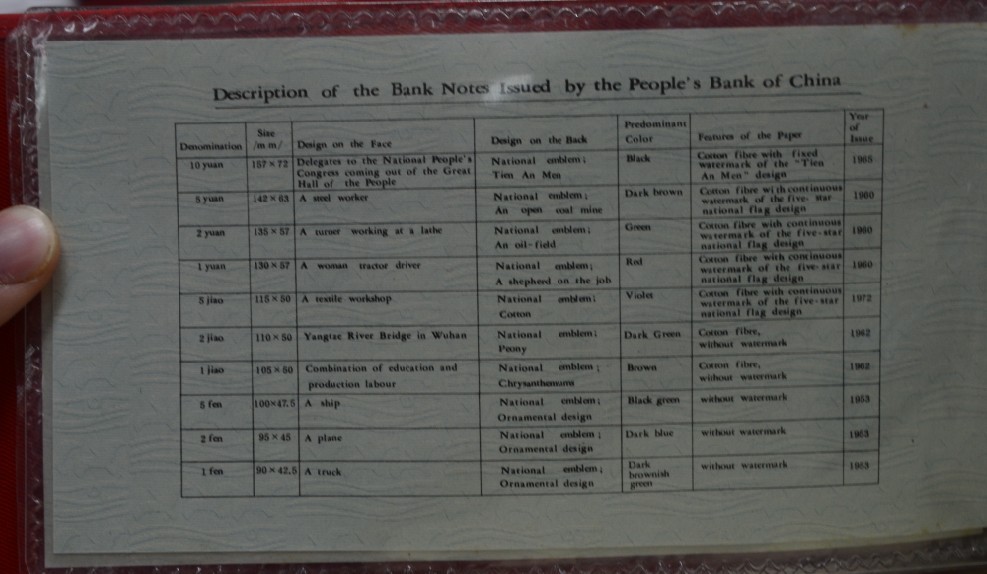 Description of the Bank Notes Issued by the People's Bank of China
Denomination Size /mm/ Design on the Face Design on the Back Predominant Color Features of the Paper Year of Issue
10 yuan 157 × 72 Delegates to the National People's Congress coming out of the Great Hall of the People National emblem; Tien An Men Black Cotton fibre with fixed watermark of the "Tien An Men" design 1965
5 yuan 142 × 63 A steel worker National emblem; An open coal mine Dark brown Cotton fibre with continuous watermark of the five-star national flag design 1960
2 yuan 135 × 57 A turner working at a lathe National emblem; An oil-field Green Cotton fibre with continuous watermark of the five-star national flag design 1960
1 yuan 130 × 57 A woman tractor driver National emblem; A shepherd on the job Red Cotton fibre with continuous watermark of the five-star national flag design 1960
5 jiao 115 × 50 A textile workshop National emblem; Cotton Violet Cotton fibre with continuous watermark of the five-star national flag design 1972
2 jiao 110 × 50 Yangtze River Bridge in Wuhan National emblem; Peony Dark Green Cotton fibre, without watermark 1962
1 jiao 105 × 50 Combination of education and production labour National emblem; Chrysanthemums Brown Cotton fibre, without watermark 1962
5 fen 100×47.5 A ship National emblem; Ornamental design Black green without watermark 1953
2 fen 95 × 45 A plane National emblem; Ornamental design Dark blue without watermark 1953
1 fen 90 × 42.5 A truck National emblem; Ornamental design Dark brownish green without watermark 1953